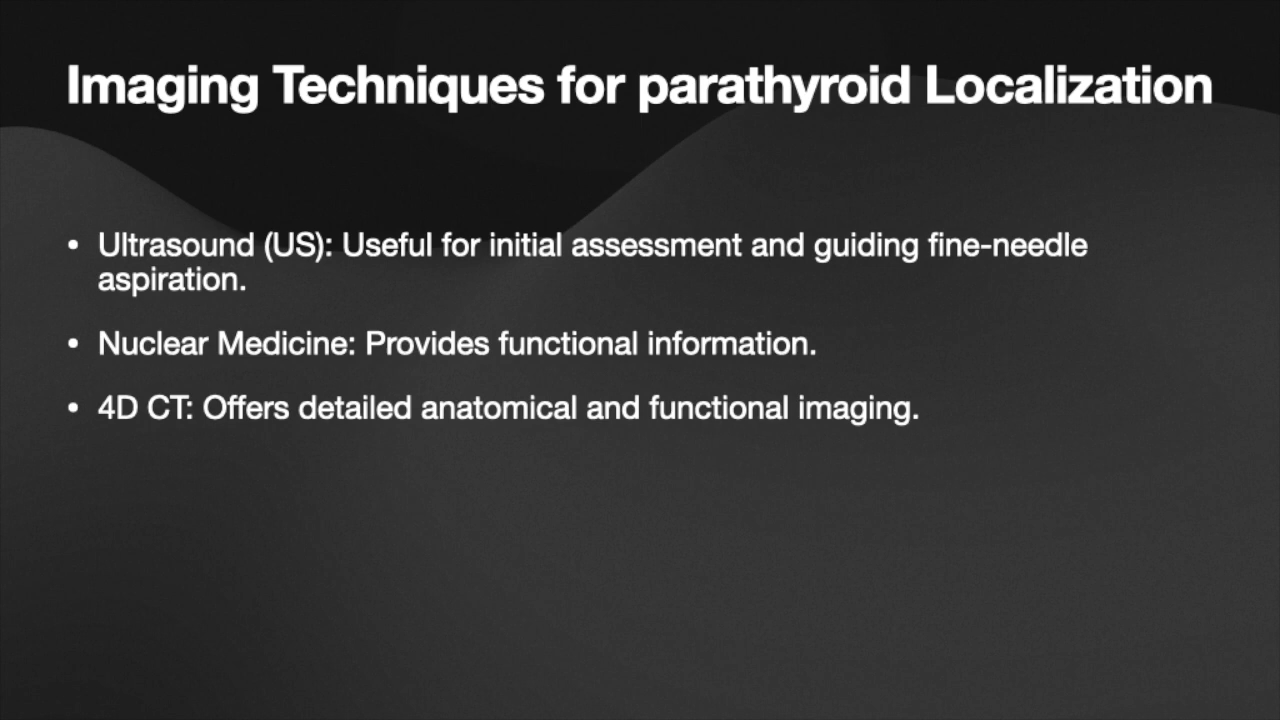 Imaging Techniques for parathyroid Localization
• Ultrasound (US): Useful for initial assessment and guiding fine-needle
aspiration.
• Nuclear Medicine: Provides functional information.
• 4D CT: Offers detailed anatomical and functional imaging.